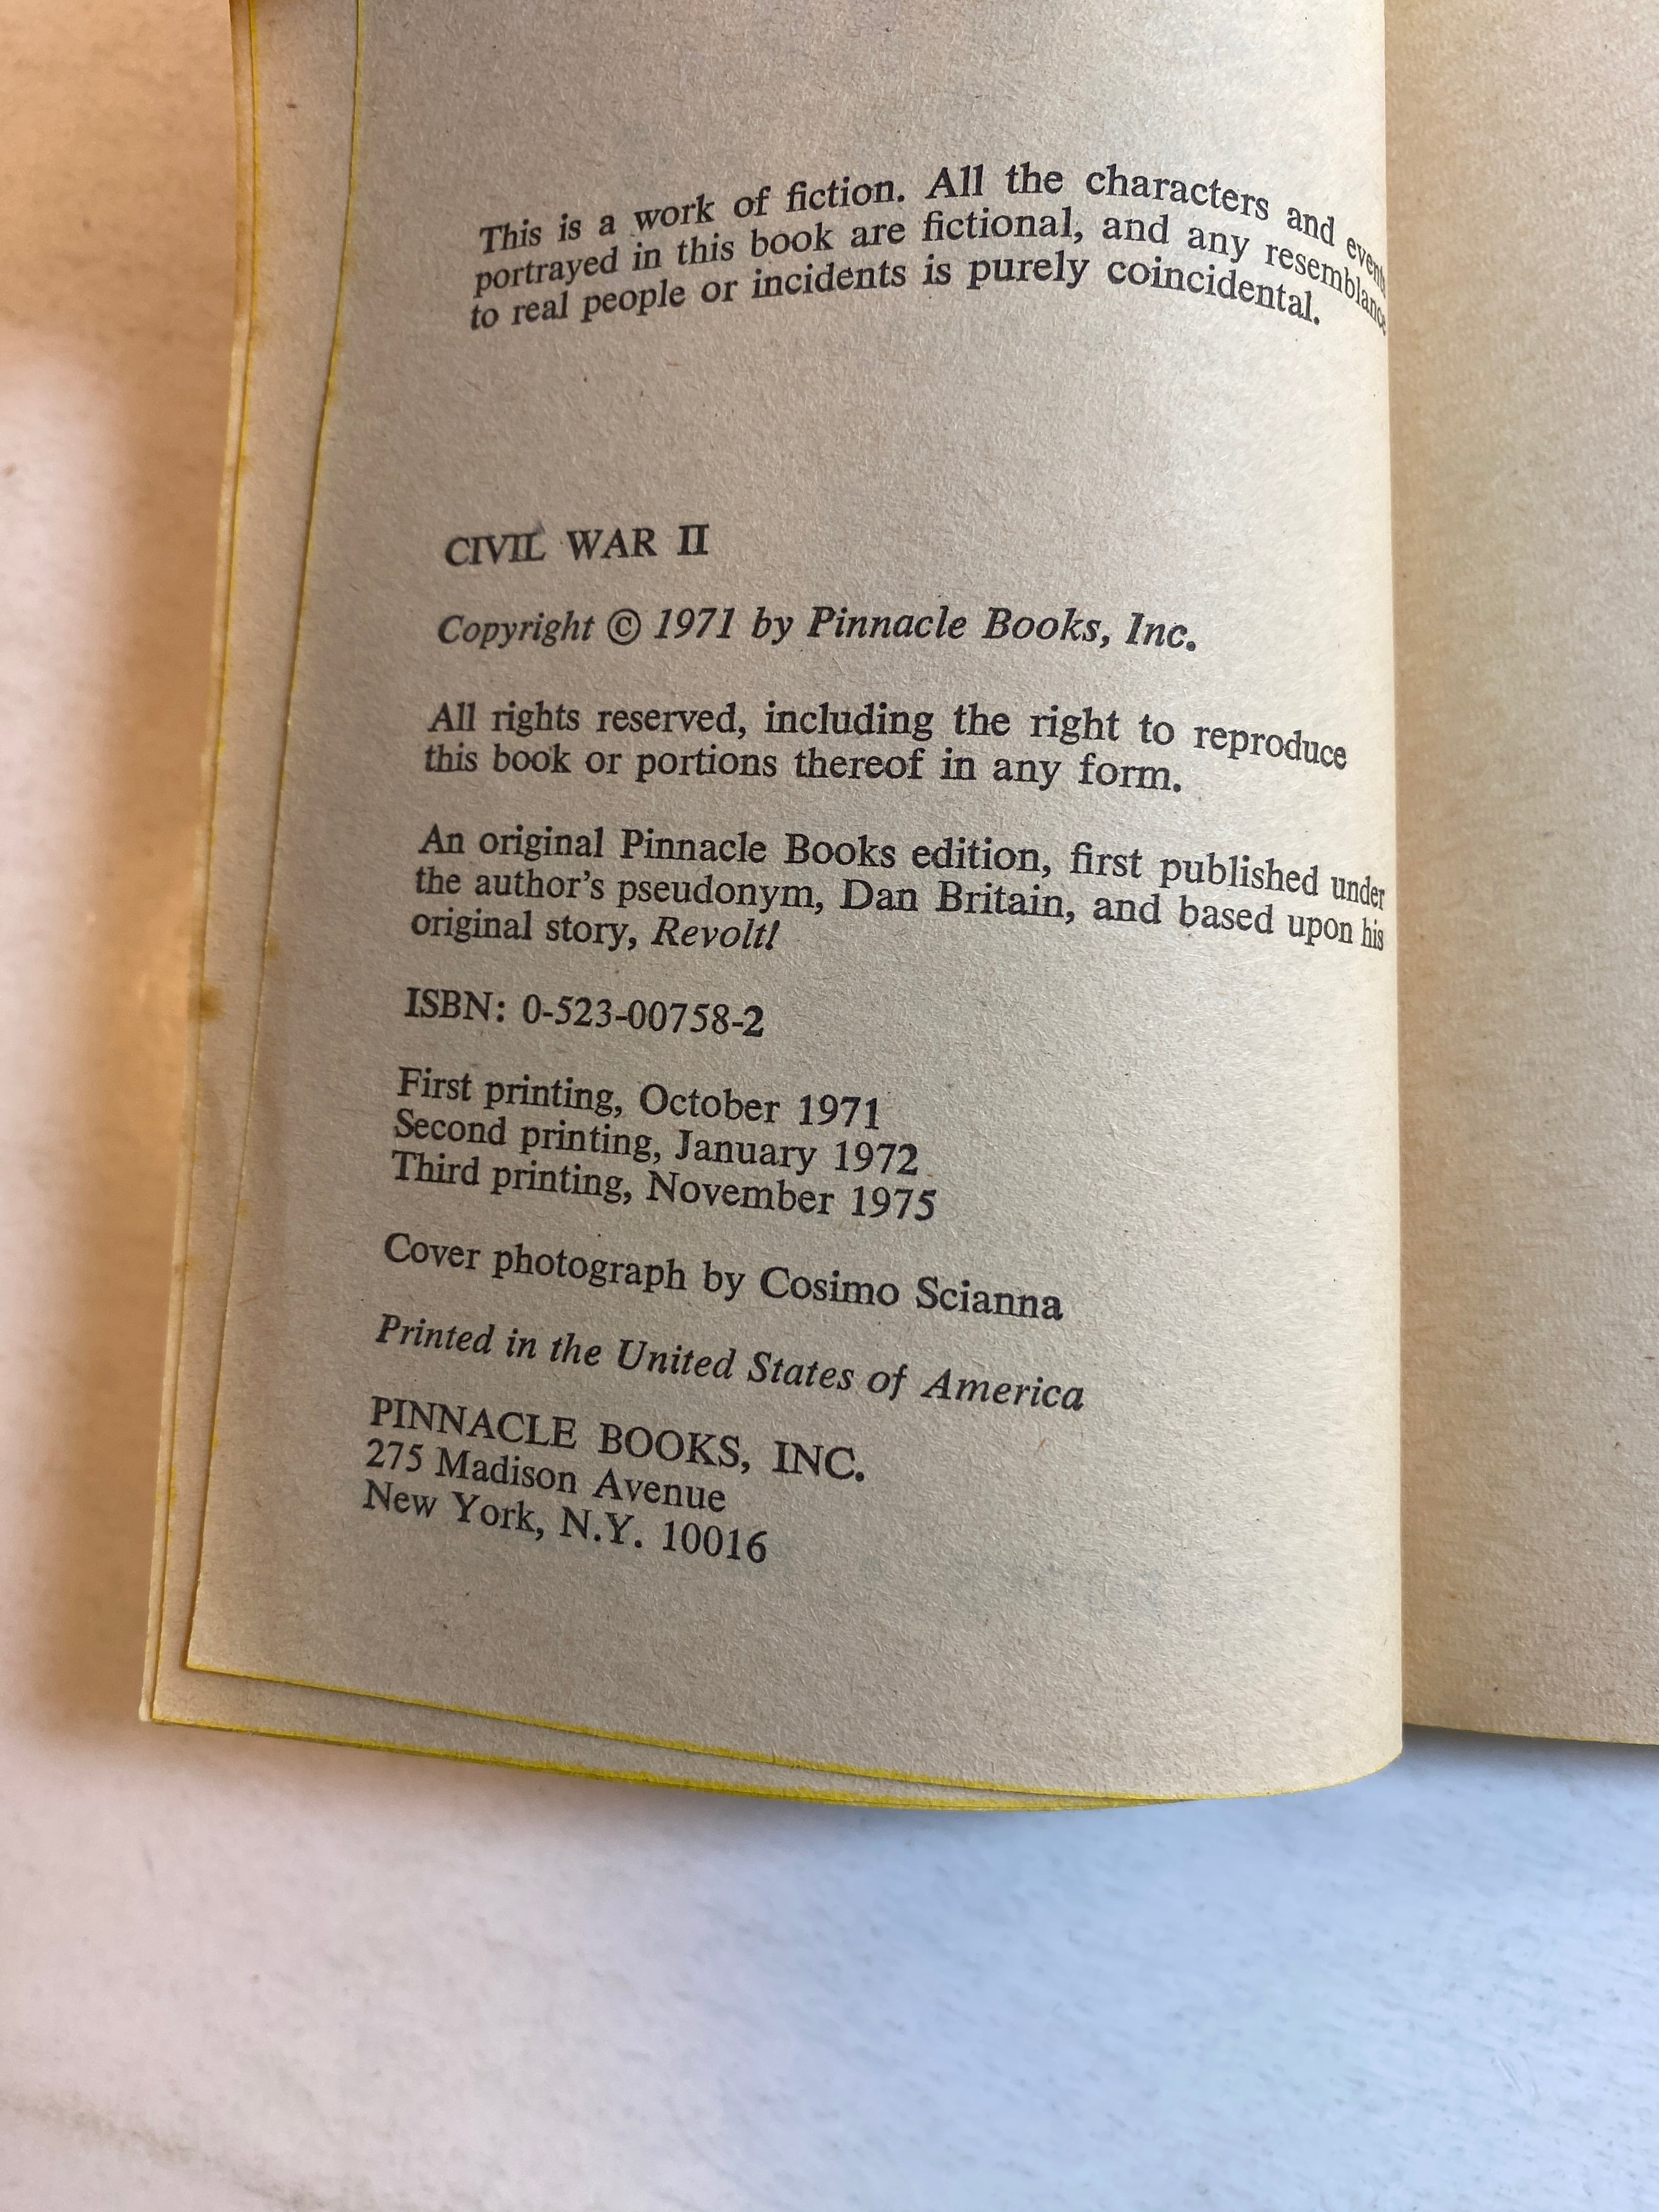 This is a work of fiction. All the characters and events
portrayed in this book are fictional, and any resemblance
to real people or incidents is purely coincidental.
CIVIL WAR II
Copyright © 1971 by Pinnacle Books, Inc.
All rights reserved, including the right to reproduce
this book or portions thereof in any form.
An original Pinnacle Books edition, first published under
the author's pseudonym, Dan Britain, and based upon his
original story, Revolt!
ISBN: 0-523-00758-2
First printing, October 1971
Second printing, January 1972
Third printing, November 1975
Cover photograph by Cosimo Scianna
Printed in the United States of America
PINNACLE BOOKS, INC.
275 Madison Avenue
New York, N.Y. 10016